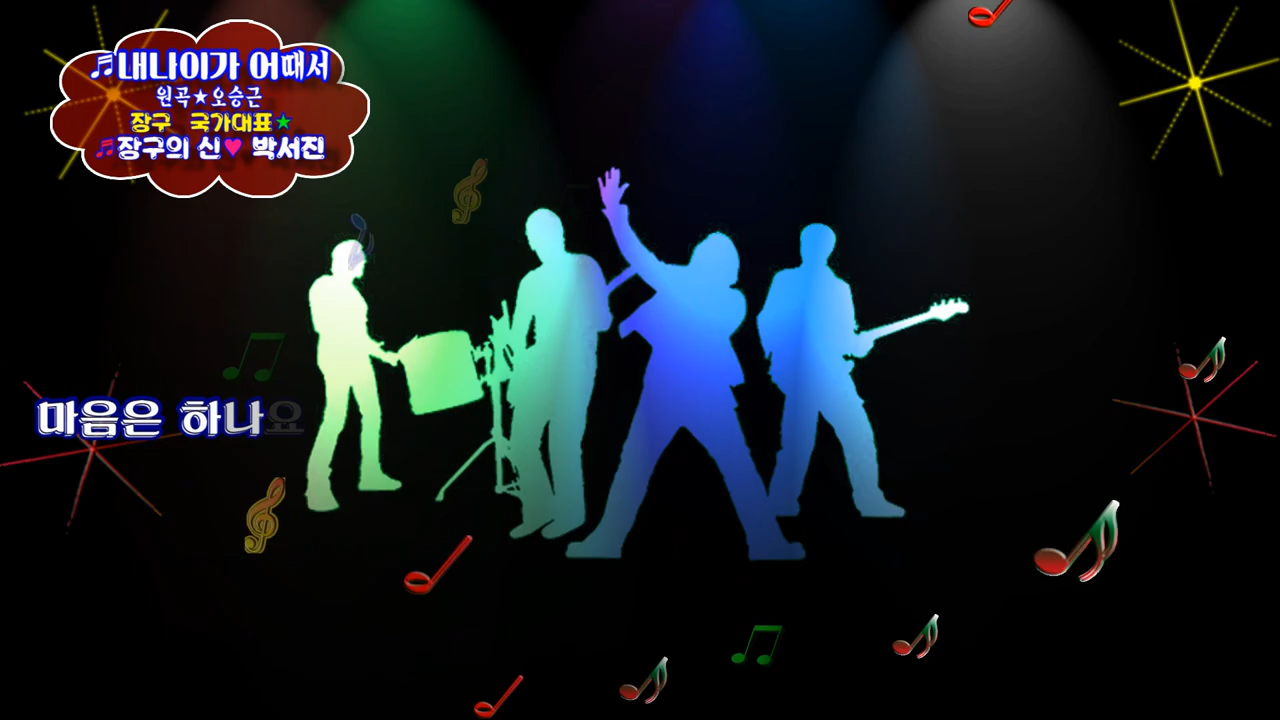 ♬내나이가 어때서
원곡★오승근
장구 국가대표★
♬장구의 신♥ 박서진
마음은 하나요